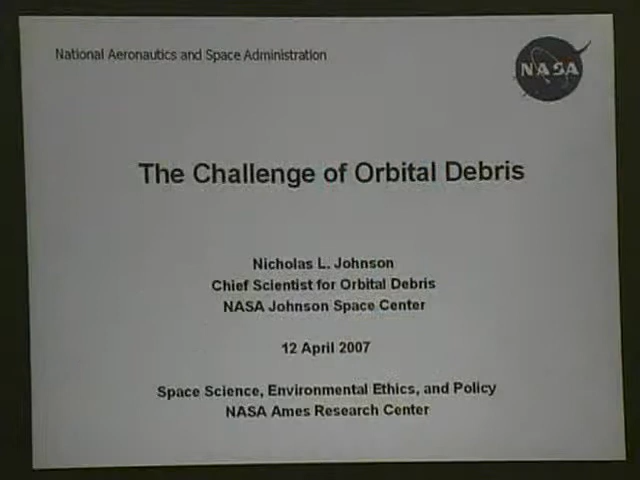 National Aeronautics and Space Administration
NASA
The Challenge of Orbital Debris
Nicholas L. Johnson
Chief Scientist for Orbital Debris
NASA Johnson Space Center
12 April 2007
Space Science, Environmental Ethics, and Policy
NASA Ames Research Center